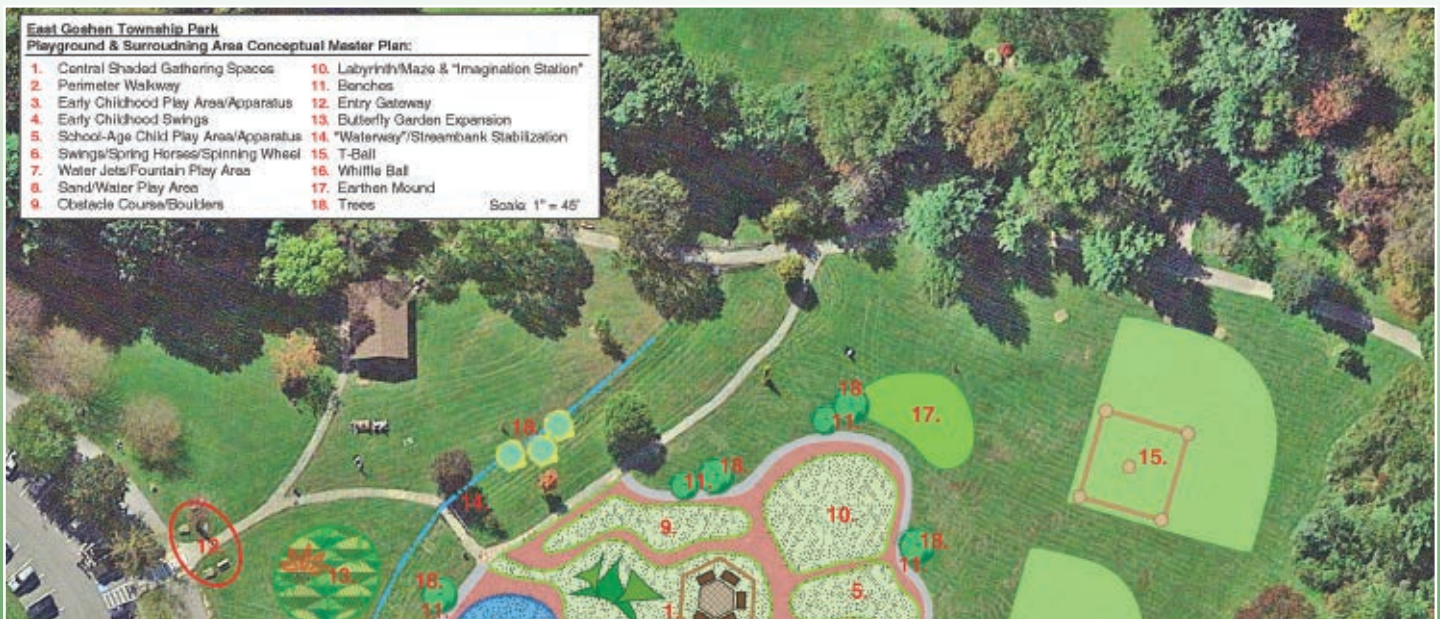 East Goshen Township Park
Playground & Surroudning Area Conceptual Master Plan:
1. Central Shaded Gathering Spaces
2. Perimeter Walkway
3. Early Childhood Play Area/Apparatus
4. Early Childhood Swings
5. School-Age Child Play Area/Apparatus
6. Swings/Spring Horses/Spinning Wheel
7. Water Jets/Fountain Play Area
8. Sand/Water Play Area
9. Obstacle Course/Boulders
10. Labyrinth/Maze & "Imagination Station"
11. Benches
12. Entry Gateway
13. Butterfly Garden Expansion
14. "Waterway"/Streambank Stabilization
15. T-Ball
16. Whiffle Ball
17. Earthen Mound
18. Trees
Scale: 1" = 45'
18.
11.
17.
18.
15.
18.
11.
14.
9.
10.
12.
18.
13.
11.
18.
5.
11.
1.